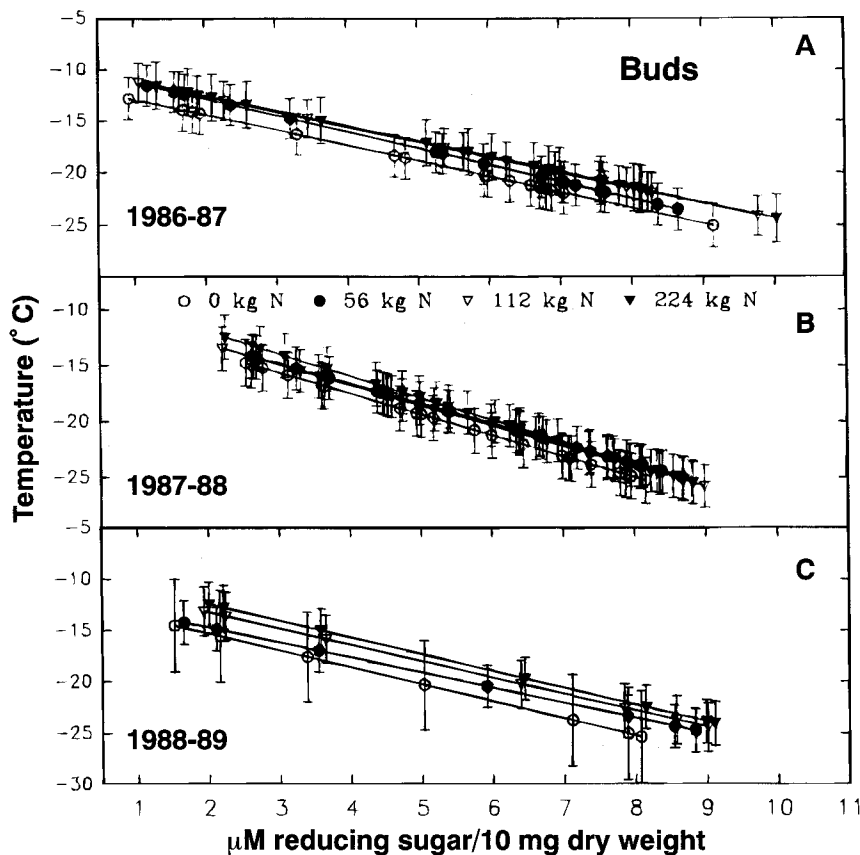 -5
A
Buds
-10
-15
-20
-25
1986-87
○ 0 kg N ● 56 kg N ▽ 112 kg N ▼ 224 kg N
B
-10
-15
-20
-25
1987-88
Temperature (°C)
-5
C
-10
-15
-20
-25
-30
1988-89
1 2 3 4 5 6 7 8 9 10 11
μM reducing sugar/10 mg dry weight